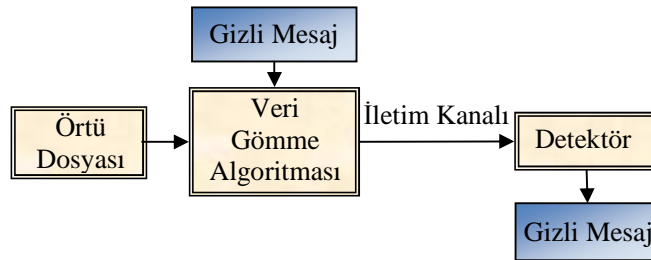 Gizli Mesaj
Örtü
Dosyası
Veri
Gömme
Algoritması
İletim Kanalı
Detektör
Gizli Mesaj